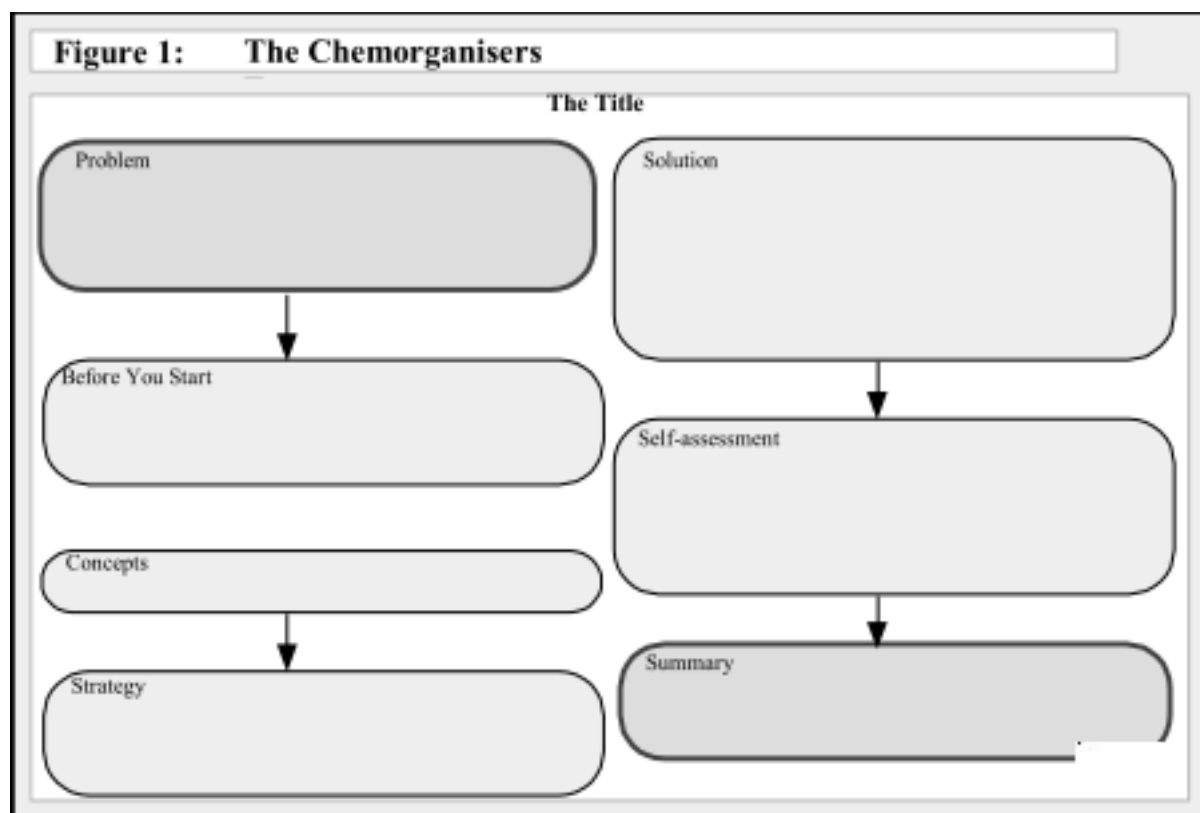 Figure 1: The Chemorganisers
The Title
Problem
Before You Start
Concepts
Strategy
Solution
Self-assessment
Summary